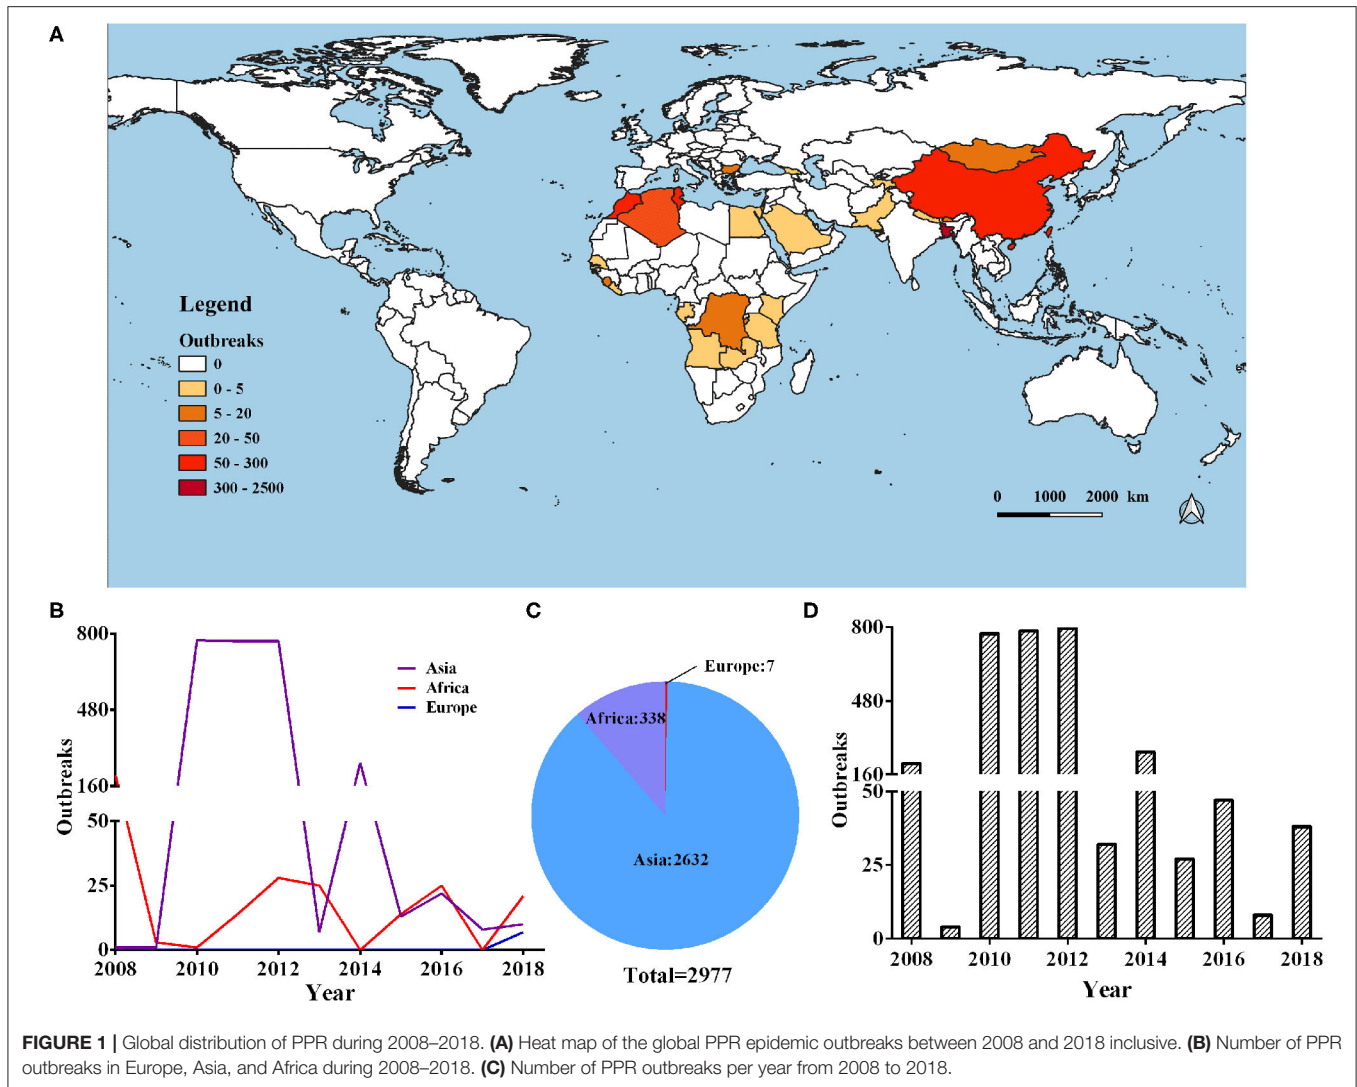 A
Legend
Outbreaks
0
0 - 5
5 - 20
20 - 50
50 - 300
300 - 2500
0 1000 2000 km
B
800
480
160
50
25
0
Outbreaks
2008 2010 2012 2014 2016 2018
Year
Asia
Africa
Europe
C
Europe:7
Africa:338
Asia:2632
Total=2977
D
800
480
160
50
25
0
Outbreaks
2008 2010 2012 2014 2016 2018
Year
FIGURE 1 | Global distribution of PPR during 2008–2018. (A) Heat map of the global PPR epidemic outbreaks between 2008 and 2018 inclusive. (B) Number of PPR
outbreaks in Europe, Asia, and Africa during 2008–2018. (C) Number of PPR outbreaks per year from 2008 to 2018.